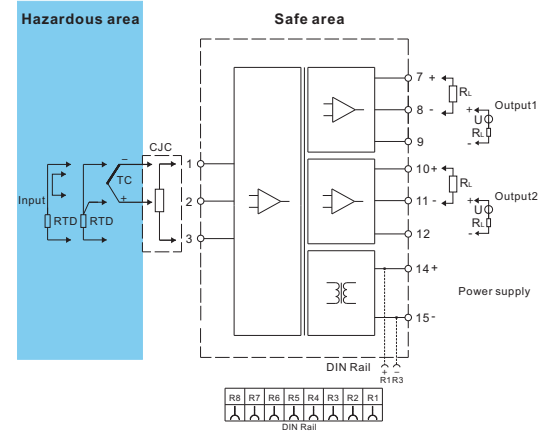 Hazardous area
Safe area
CJC
1
2
3
TC
−
+
Input
RTD
RTD
7 +
8 -
9
RL
+
U
RL
-
Output1
10+
11 -
12
RL
+
U
RL
-
Output2
14 +
15 -
Power supply
DIN Rail
+ −
R1 R3
R8 R7 R6 R5 R4 R3 R2 R1
DIN Rail